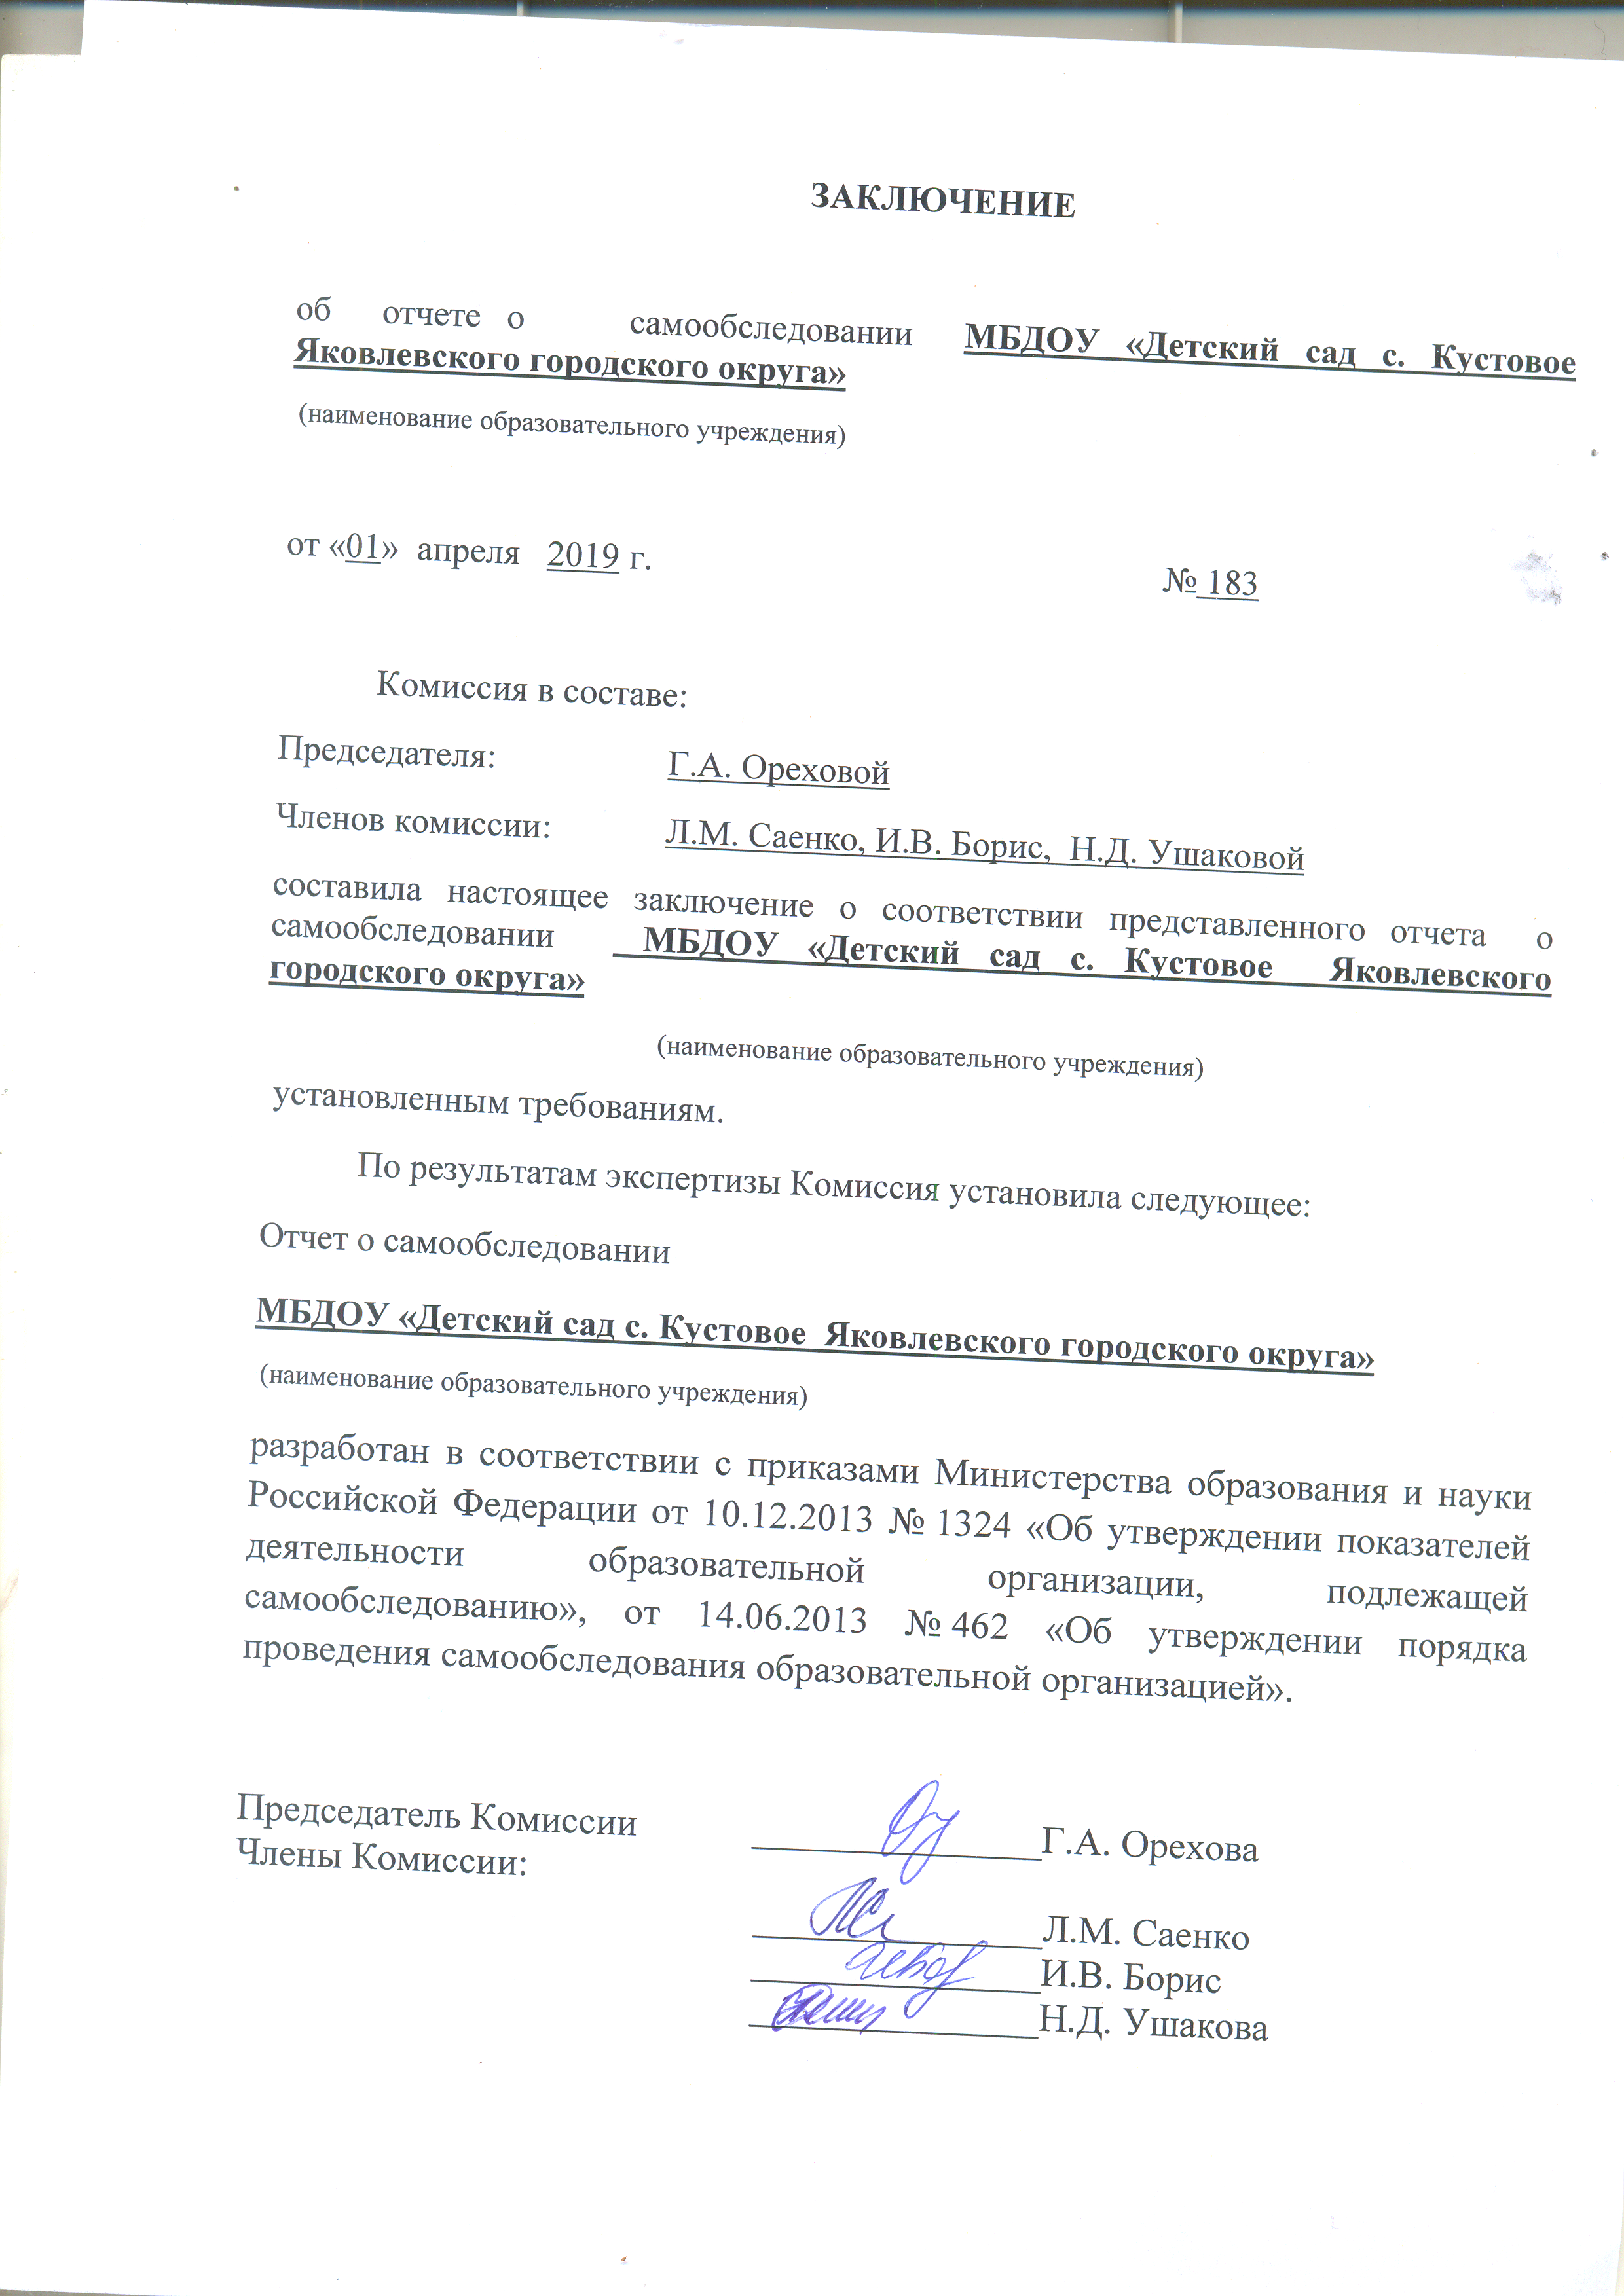 ЗАКЛЮЧЕНИЕ
об отчете о самообследовании МБДОУ «Детский сад с. Кустовое
Яковлевского городского округа»
(наименование образовательного учреждения)
от «01» апреля 2019 г.
№ 183
Комиссия в составе:
Председателя: Г.А. Ореховой
Членов комиссии: Л.М. Саенко, И.В. Борис, Н.Д. Ушаковой
составила настоящее заключение о соответствии представленного отчета о
самообследовании МБДОУ «Детский сад с. Кустовое Яковлевского
городского округа»
(наименование образовательного учреждения)
установленным требованиям.
По результатам экспертизы Комиссия установила следующее:
Отчет о самообследовании
МБДОУ «Детский сад с. Кустовое Яковлевского городского округа»
(наименование образовательного учреждения)
разработан в соответствии с приказами Министерства образования и науки
Российской Федерации от 10.12.2013 № 1324 «Об утверждении показателей
деятельности образовательной организации, подлежащей
самообследованию», от 14.06.2013 № 462 «Об утверждении порядка
проведения самообследования образовательной организацией».
Председатель Комиссии Г.А. Орехова
Члены Комиссии:
Л.М. Саенко
И.В. Борис
Н.Д. Ушакова